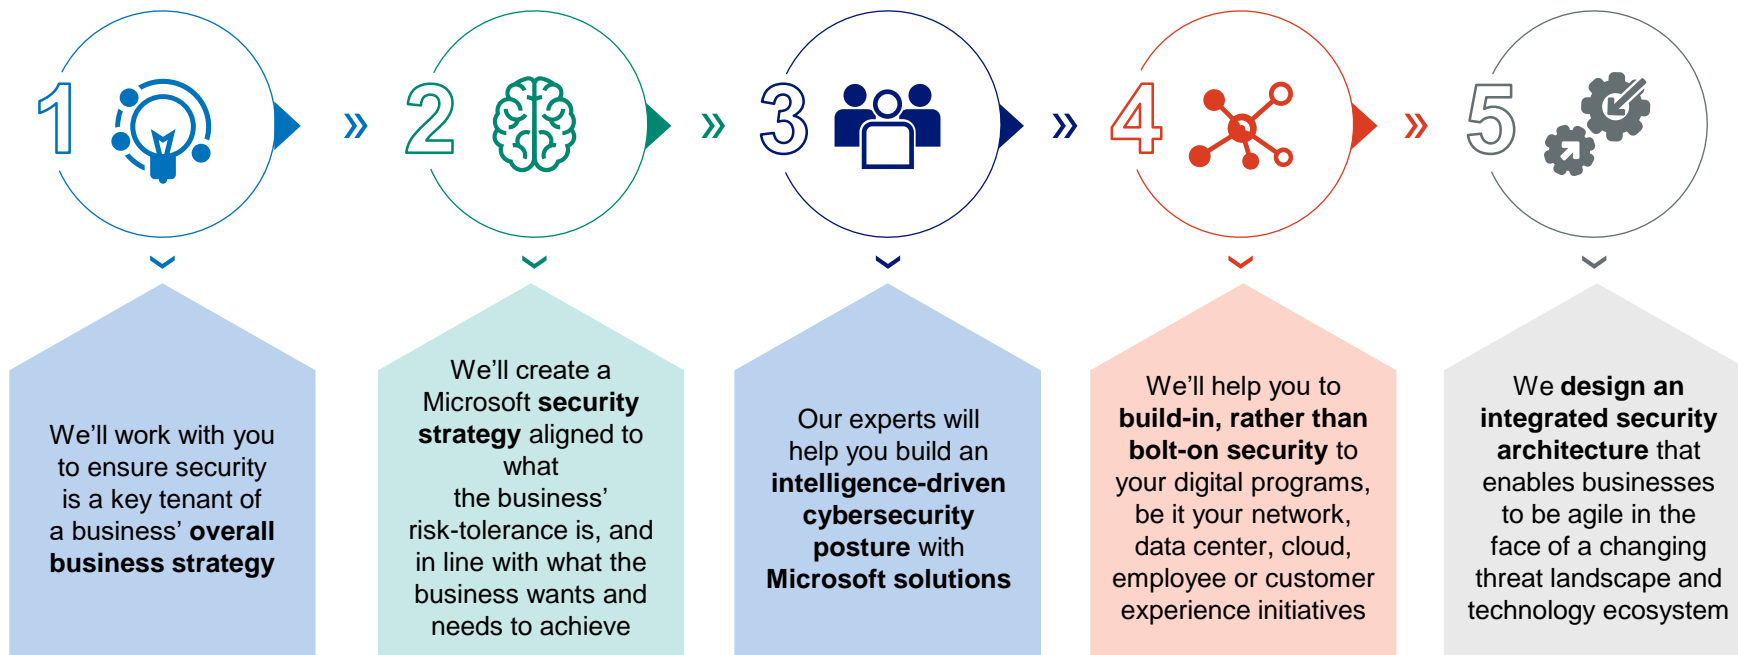 1
We’ll work with you
to ensure security
is a key tenant of
a business’ overall
business strategy
2
We’ll create a
Microsoft security
strategy aligned to
what
the business’
risk-tolerance is, and
in line with what the
business wants and
needs to achieve
3
Our experts will
help you build an
intelligence-driven
cybersecurity
posture with
Microsoft solutions
4
We’ll help you to
build-in, rather than
bolt-on security to
your digital programs,
be it your network,
data center, cloud,
employee or customer
experience initiatives
5
We design an
integrated security
architecture that
enables businesses
to be agile in the
face of a changing
threat landscape and
technology ecosystem